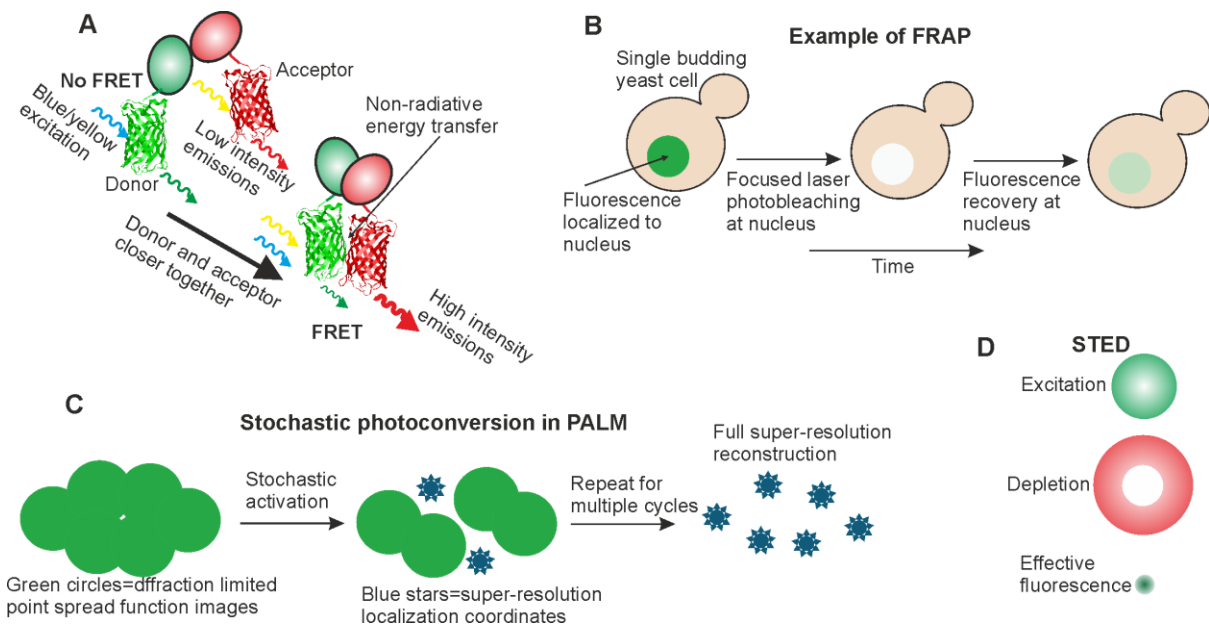 A
No FRET
Blue/yellow
excitation
Donor
Acceptor
Low intensity
emissions
Non-radiative
energy transfer
Donor and acceptor
closer together
FRET
High intensity
emissions
B
Example of FRAP
Single budding
yeast cell
Fluorescence
localized to
nucleus
Focused laser
photobleaching
at nucleus
Fluorescence
recovery at
nucleus
Time
C
Stochastic photoconversion in PALM
Stochastic
activation
Repeat for
multiple cycles
Full super-resolution
reconstruction
Green circles=dffraction limited
point spread function images
Blue stars=super-resolution
localization coordinates
D
STED
Excitation
Depletion
Effective
fluorescence